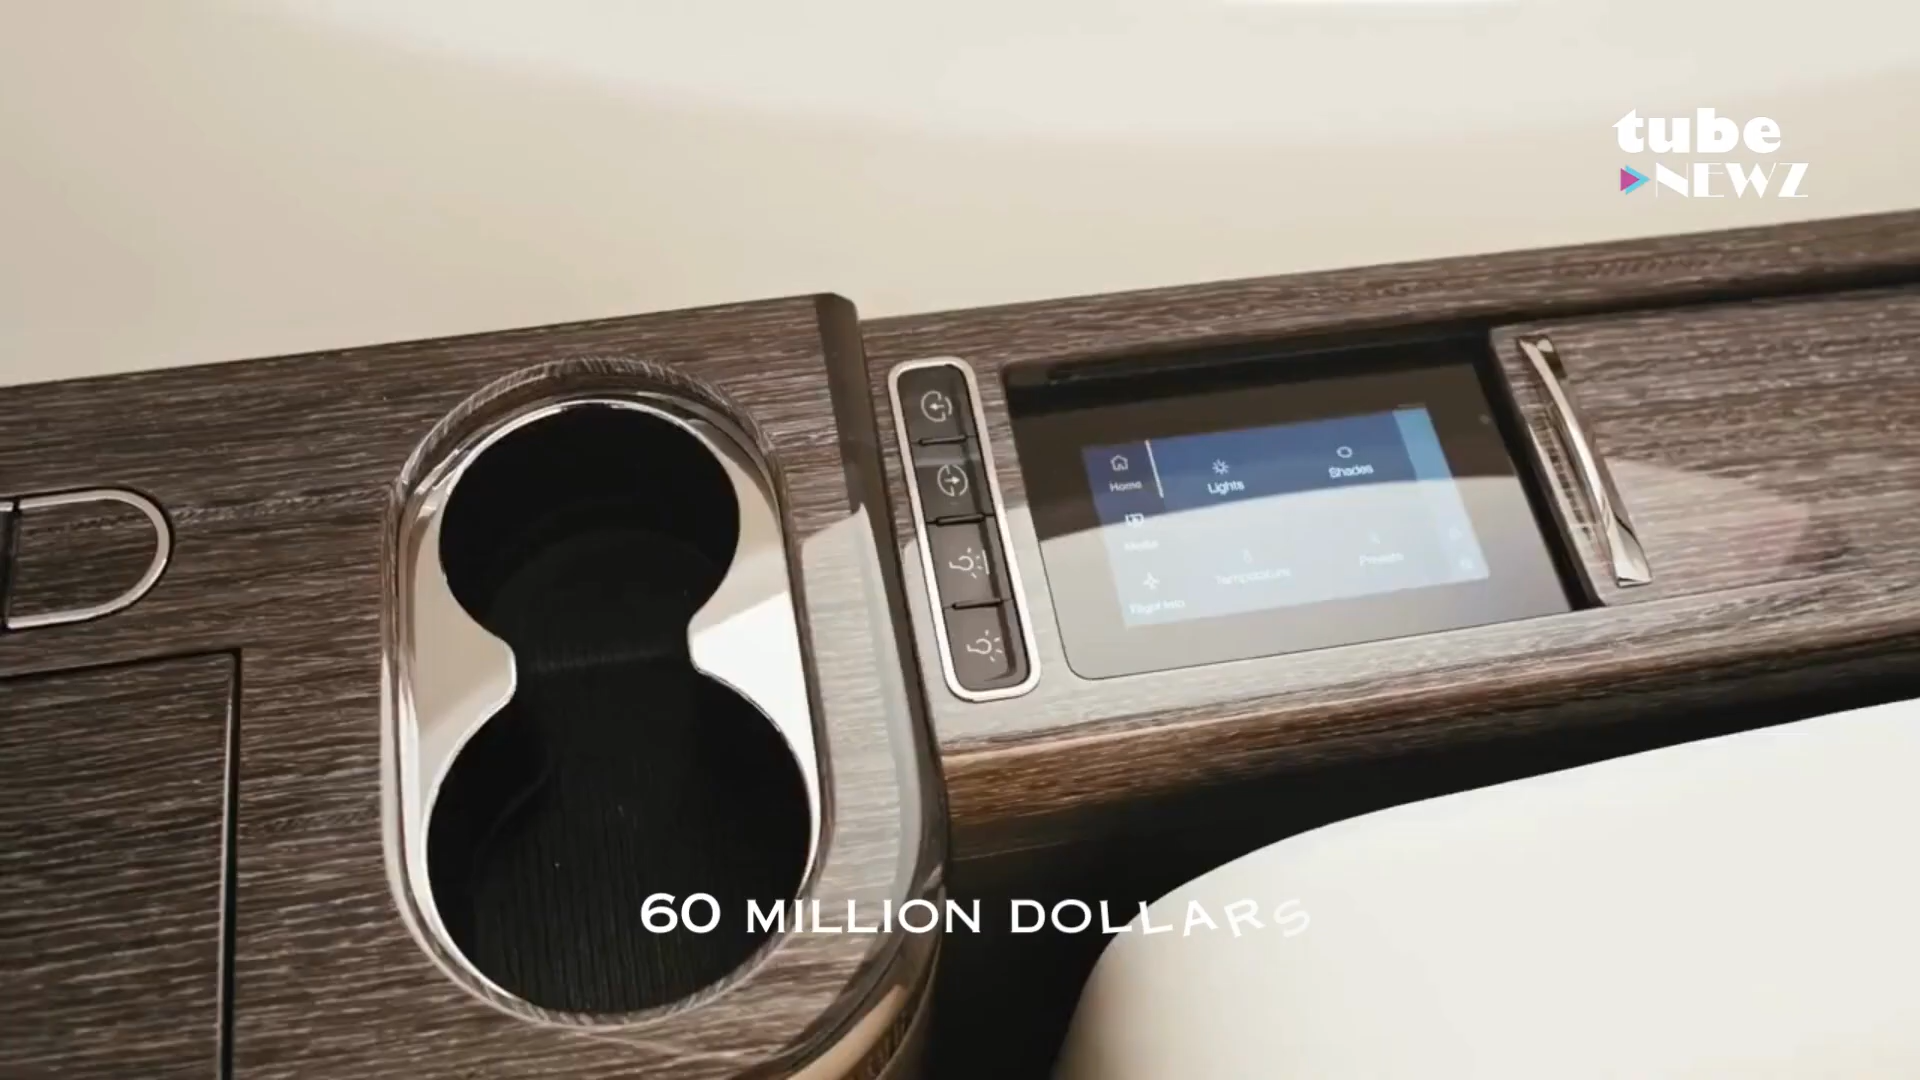 tube
NEWZ
Home
Lights
Shades
Media
Temperature
Presets
Flight Info
60 MILLION DOLLARS